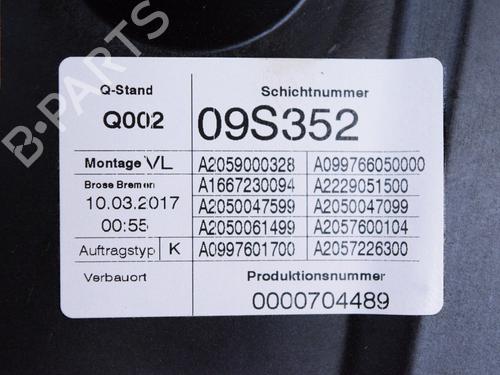 Q-Stand Schichtnummer
Q002 09S352
Montage VL A2059000328 A099766050000
Brose Bremen A1667230094 A2229051500
10.03.2017 A2050047599 A2050047099
00:55 A2050061499 A2057600104
Auftragstyp K A0997601700 A2057226300
Verbauort Produktionsnummer
0000704489
B-PARTS